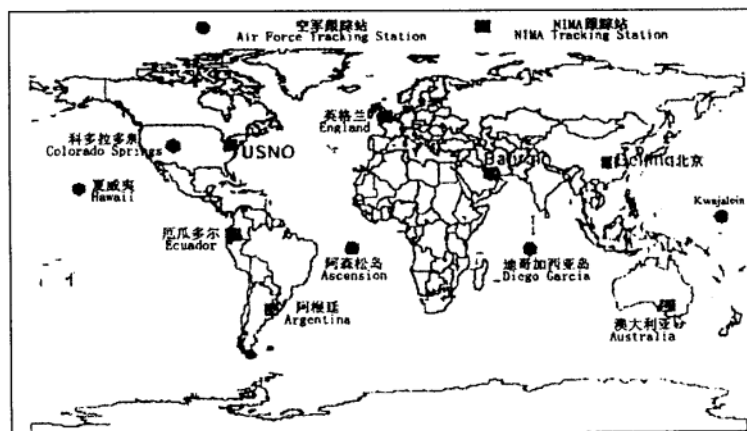 空军跟踪站
Air Force Tracking Station
NIMA跟踪站
NIMA Tracking Station
英格兰
England
科多拉多泉
Colorado Springs
USNO
Bahrain
北京
夏威夷
Hawaii
Kwajalein
厄瓜多尔
Ecuador
阿森松岛
Ascension
迪哥加西亚岛
Diego Garcia
阿根廷
Argentina
澳大利亚
Australia